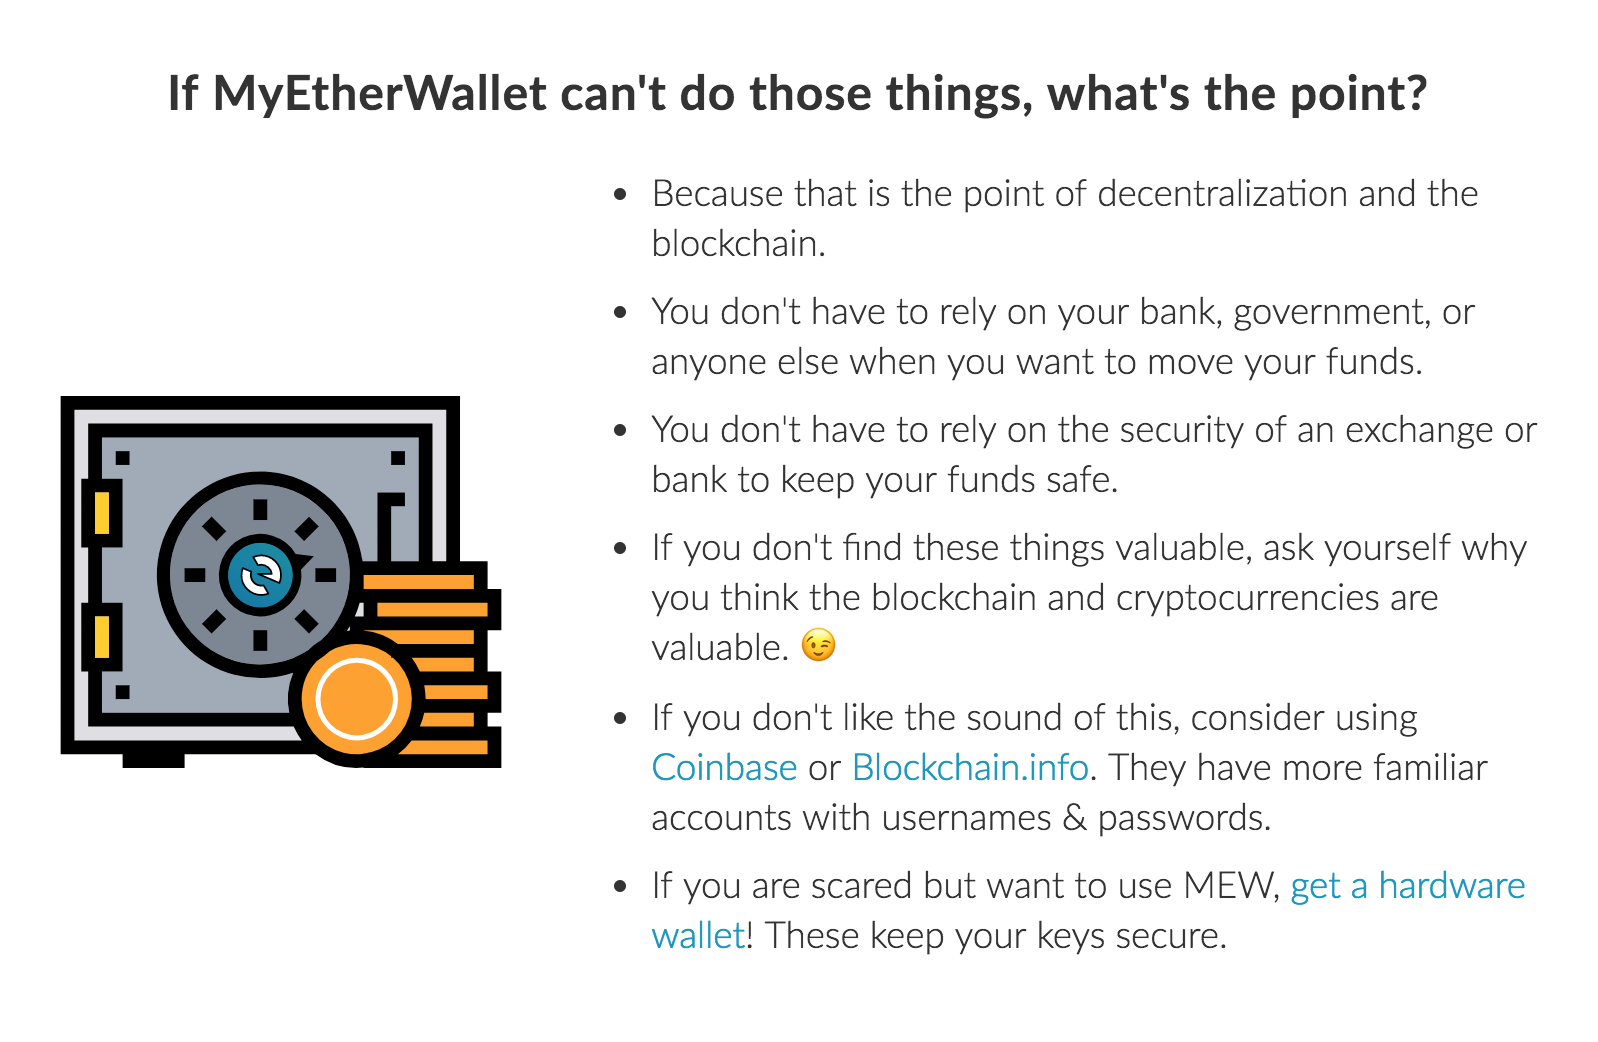 If MyEtherWallet can't do those things, what's the point?
• Because that is the point of decentralization and the
blockchain.
• You don't have to rely on your bank, government, or
anyone else when you want to move your funds.
• You don't have to rely on the security of an exchange or
bank to keep your funds safe.
• If you don't find these things valuable, ask yourself why
you think the blockchain and cryptocurrencies are
valuable. 😉
• If you don't like the sound of this, consider using
Coinbase or Blockchain.info. They have more familiar
accounts with usernames & passwords.
• If you are scared but want to use MEW, get a hardware
wallet! These keep your keys secure.